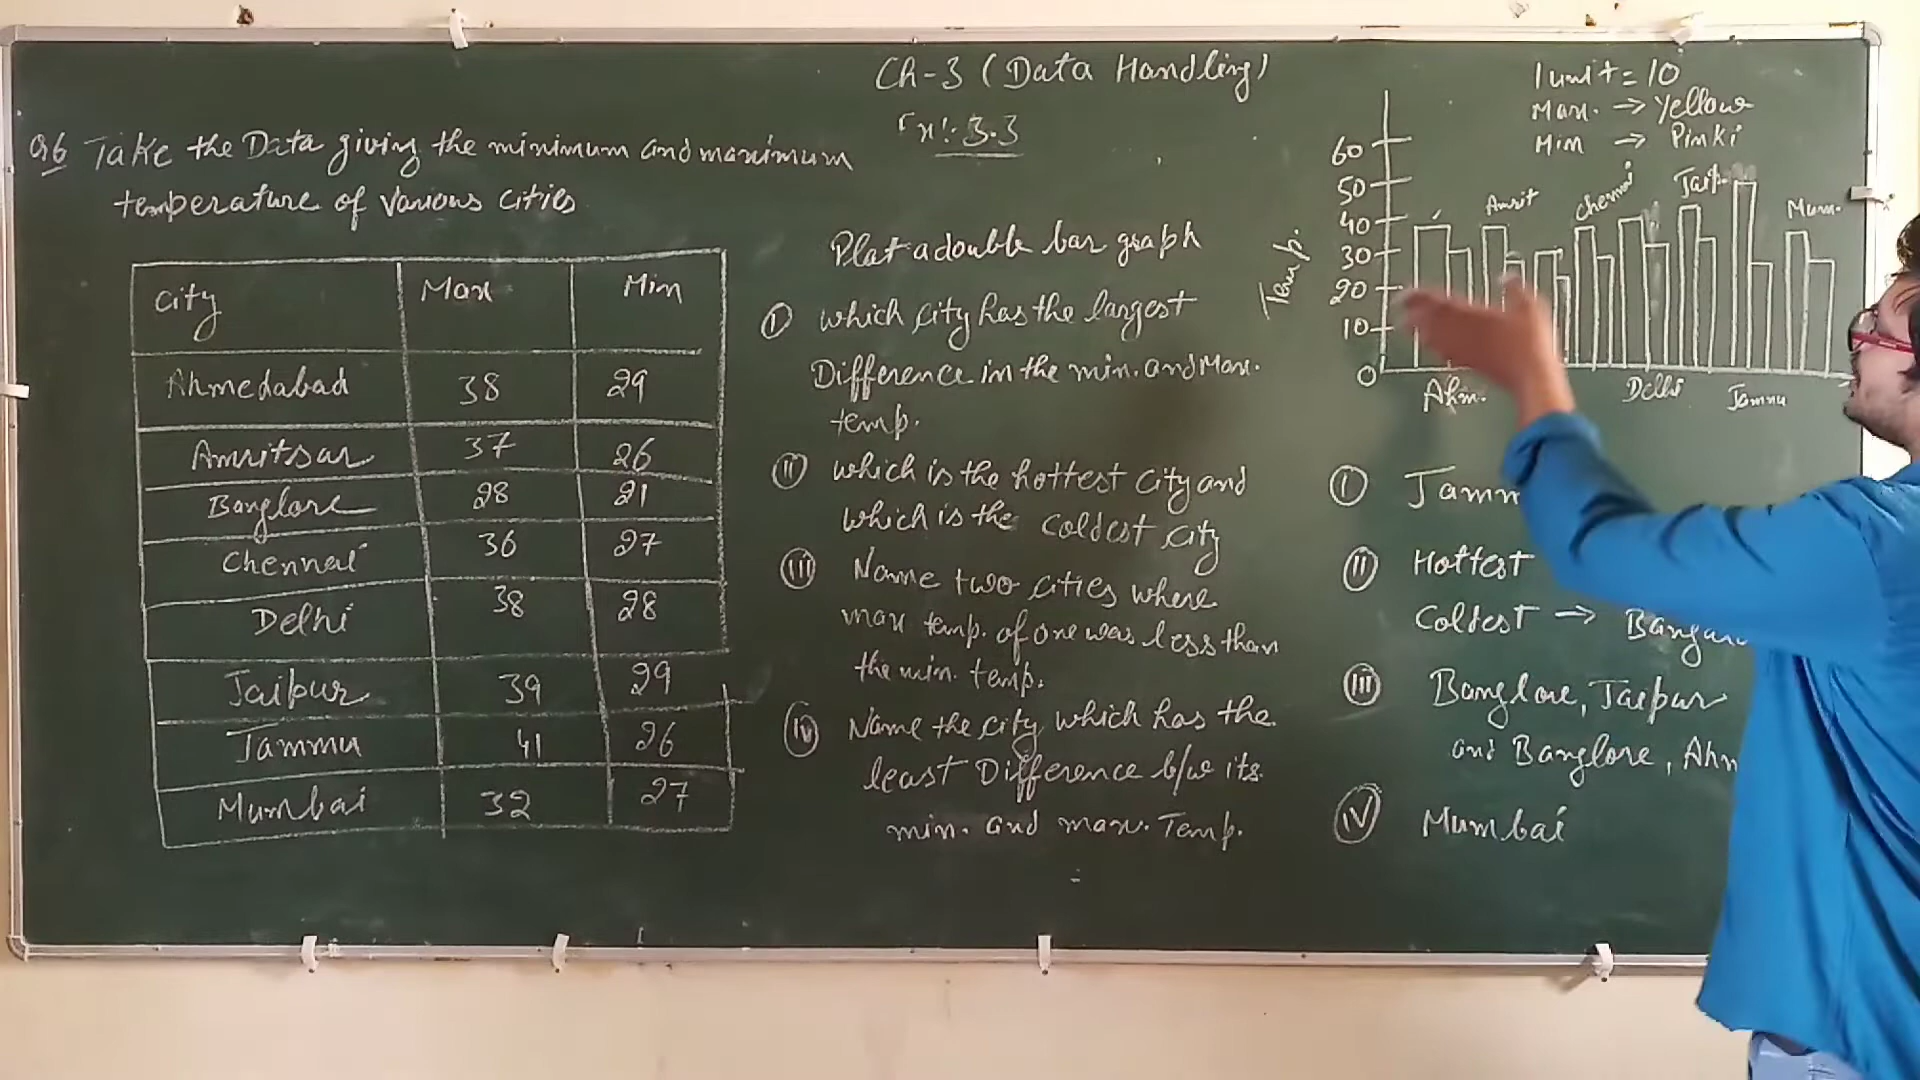 Ch-3 (Data Handling)
Ex:- 3.3
Q6 Take the Data giving the minimum and maximum
temperature of various cities
City Max Min
Ahmedabad 38 29
Amritsar 37 26
Banglore 28 21
Chennai 36 27
Delhi 38 28
Jaipur 39 29
Jammu 41 26
Mumbai 32 27
Plot a double bar graph
(i) which city has the largest
Difference in the min. and Max.
temp.
(ii) which is the hottest city and
which is the coldest city
(iii) Name two cities where
max temp. of one was less than
the min. temp.
(iv) Name the city which has the
least Difference b/w its
min. and max. Temp.
1 unit = 10
Max. → Yellow
Min → Pinki
60
50
40
30
20
10
0
Temp.
Amrit Chennai Jaip. Mum.
Ahm. Delhi Jammu
(i) Jamm
(ii) Hottest
Coldest →
(iii) Banglore, Jaipur
and Banglore, Ahm
(iv) Mumbai